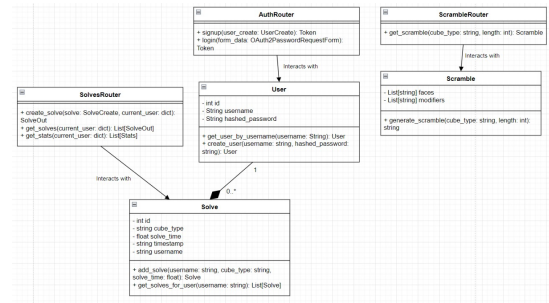 AuthRouter
+ signup(user_create: UserCreate): Token
+ login(form_data: OAuth2PasswordRequestForm):
Token
ScrambleRouter
+ get_scramble(cube_type: string, length: int): Scramble
Interacts with
Interacts with
SolvesRouter
+ create_solve(solve: SolveCreate, current_user: dict):
SolveOut
+ get_solves(current_user: dict): List[SolveOut]
+ get_stats(current_user: dict): List[Stats]
User
- int id
- String username
- String hashed_password
+ get_user_by_username(username: String): User
+ create_user(username: string, hashed_password:
string): User
Scramble
- List[string] faces
- List[string] modifiers
+ generate_scramble(cube_type: string, length: int):
string
Interacts with
1
0..*
Solve
- int id
- string cube_type
- float solve_time
- string timestamp
- string username
+ add_solve(username: string, cube_type: string,
solve_time: float): Solve
+ get_solves_for_user(username: string): List[Solve]